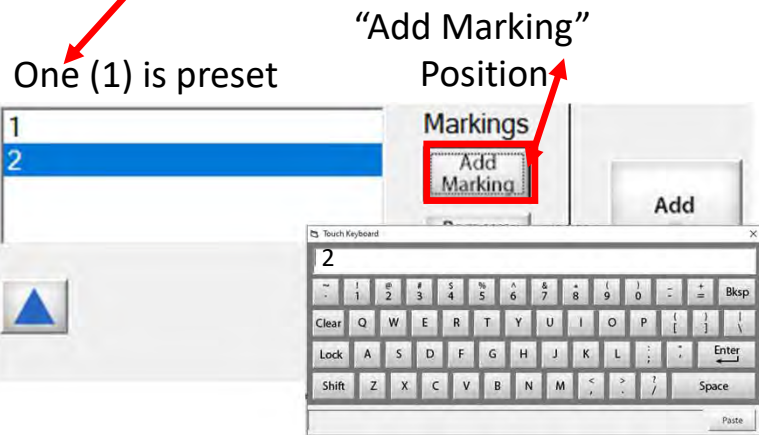 “Add Marking”
One (1) is preset
Position
1
2
Markings
Add
Marking
Add
Touch Keyboard
2
~ ! 1 @ 2 # 3 $ 4 % 5 ^ 6 & 7 * 8 ( 9 ) 0 _ - + = Bksp
Clear Q W E R T Y U I O P { [ } ] | \
Lock A S D F G H J K L : ; " ' Enter
Shift Z X C V B N M < , > . ? / Space
Paste